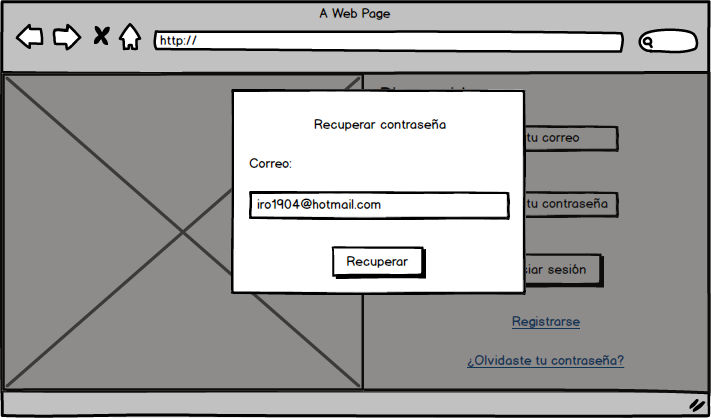 A Web Page
http://
Recuperar contraseña
Correo:
tu correo
iro1904@hotmail.com
tu contraseña
Recuperar
sesión
Registrarse
¿Olvidaste tu contraseña?